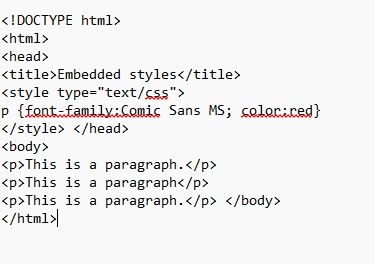 <!DOCTYPE html>
<html>
<head>
<title>Embedded styles</title>
<style type="text/css">
p {font-family:Comic Sans MS; color:red}
</style> </head>
<body>
<p>This is a paragraph.</p>
<p>This is a paragraph</p>
<p>This is a paragraph.</p> </body>
</html>